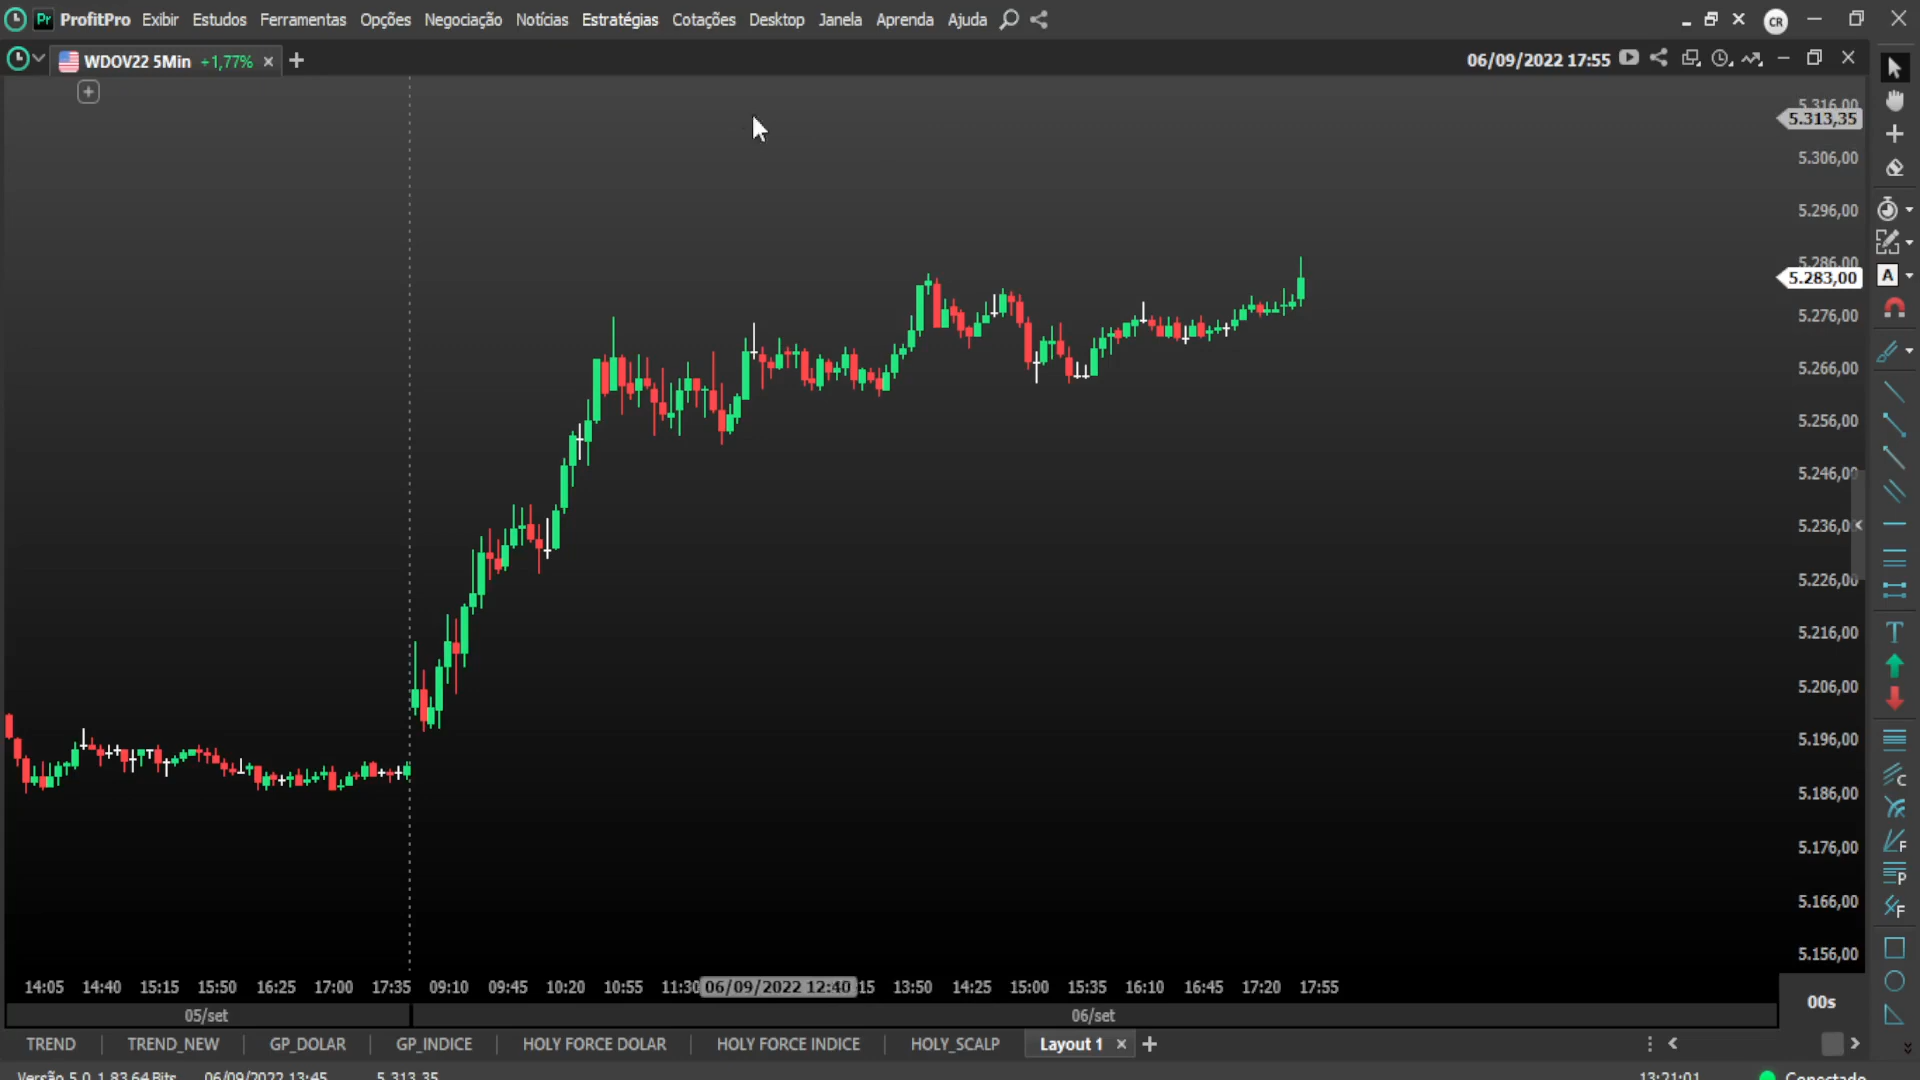 Pr ProfitPro Exibir Estudos Ferramentas Opções Negociação Notícias Estratégias Cotações Desktop Janela Aprenda Ajuda CR
WDOV22 5Min +1,77% 06/09/2022 17:55
5.316,00
5.313,35
5.306,00
5.296,00
5.286,00
A
5.283,00
5.276,00
5.266,00
5.256,00
5.246,00
5.236,00
5.226,00
5.216,00
T
5.206,00
5.196,00
C
5.186,00
5.176,00
F
P
5.166,00
F
5.156,00
14:05 14:40 15:15 15:50 16:25 17:00 17:35 09:10 09:45 10:20 10:55 11:30 06/09/2022 12:40 15 13:50 14:25 15:00 15:35 16:10 16:45 17:20 17:55
00s
05/set 06/set
TREND TREND_NEW GP_DOLAR GP_INDICE HOLY FORCE DOLAR HOLY FORCE INDICE HOLY_SCALP Layout 1
Versão 5.0.1.83 64 Bits 06/09/2022 13:45 5.313,35 13:21:01 Conectado